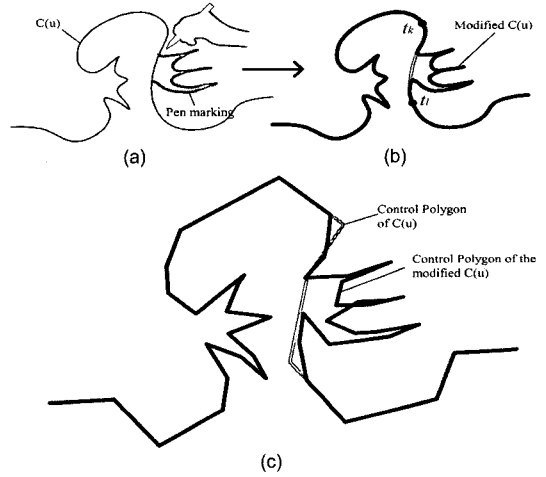 C(u)
Pen marking
(a)
tk
Modified C(u)
tl
(b)
Control Polygon
of C(u)
Control Polygon of the
modified C(u)
(c)